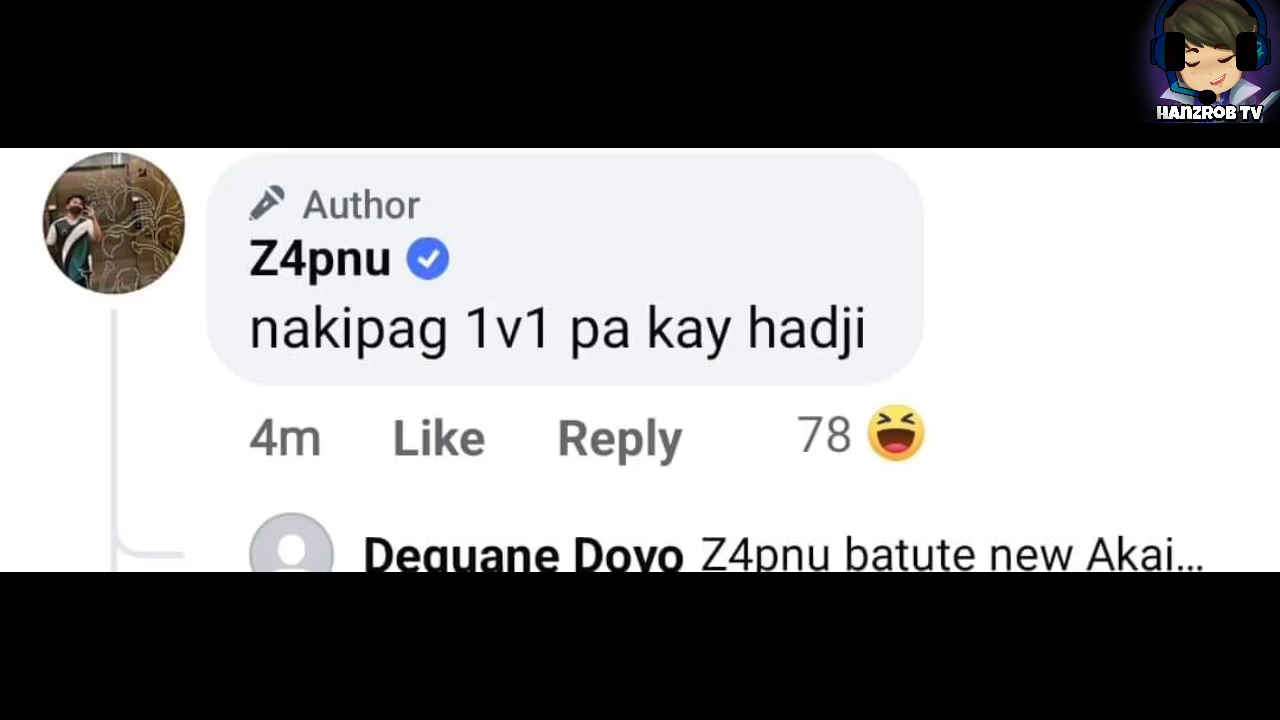 HANZROB TV
Author
Z4pnu
nakipag 1v1 pa kay hadji
4m Like Reply 78
Deguane Doyo Z4pnu batute new Akai...